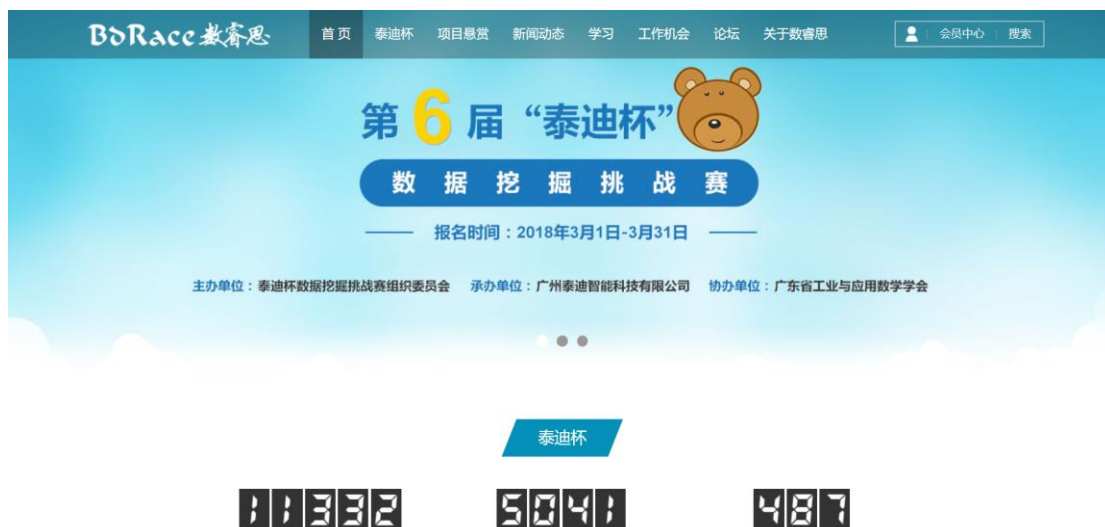 BDRace数睿思 首页 泰迪杯 项目悬赏 新闻动态 学习 工作机会 论坛 关于数睿思 会员中心 搜索
第6届“泰迪杯”
数据挖掘挑战赛
报名时间：2018年3月1日-3月31日
主办单位：泰迪杯数据挖掘挑战赛组织委员会 承办单位：广州泰迪智能科技有限公司 协办单位：广东省工业与应用数学学会
泰迪杯
11332 5041 487